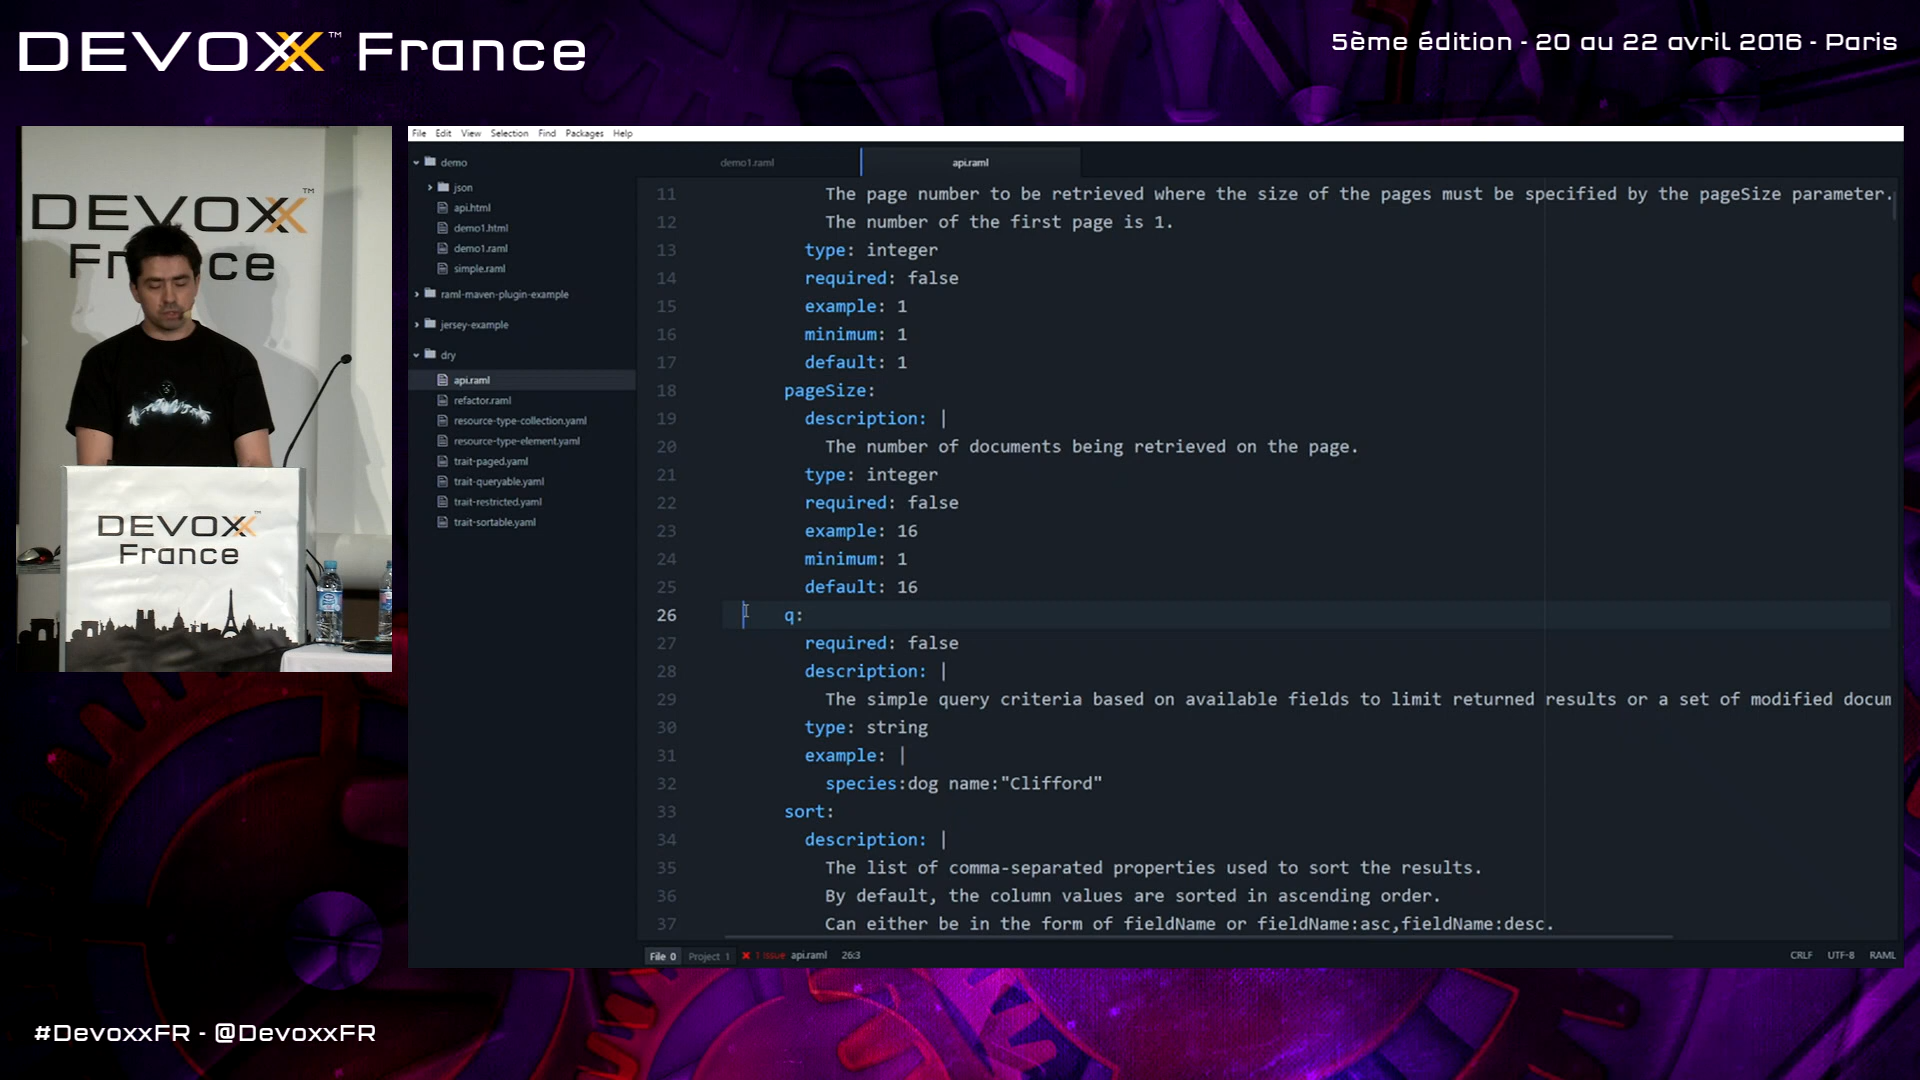 DEVOXX™ France
5ème édition - 20 au 22 avril 2016 - Paris
DEVOXX™
France
DEVOXX™
France
File Edit View Selection Find Packages Help
demo
json
api.html
demo1.html
demo1.raml
simple.raml
raml-maven-plugin-example
jersey-example
dry
api.raml
refactor.raml
resource-type-collection.yaml
resource-type-element.yaml
trait-paged.yaml
trait-queryable.yaml
trait-restricted.yaml
trait-sortable.yaml
demo1.raml api.raml
11 The page number to be retrieved where the size of the pages must be specified by the pageSize parameter.
12 The number of the first page is 1.
13 type: integer
14 required: false
15 example: 1
16 minimum: 1
17 default: 1
18 pageSize:
19 description: |
20 The number of documents being retrieved on the page.
21 type: integer
22 required: false
23 example: 16
24 minimum: 1
25 default: 16
26 q:
27 required: false
28 description: |
29 The simple query criteria based on available fields to limit returned results or a set of modified docum
30 type: string
31 example: |
32 species:dog name:"Clifford"
33 sort:
34 description: |
35 The list of comma-separated properties used to sort the results.
36 By default, the column values are sorted in ascending order.
37 Can either be in the form of fieldName or fieldName:asc,fieldName:desc.
File 0 Project 1 ✖ 1 issue api.raml 26:3 CRLF UTF-8 RAML
#DevoxxFR - @DevoxxFR